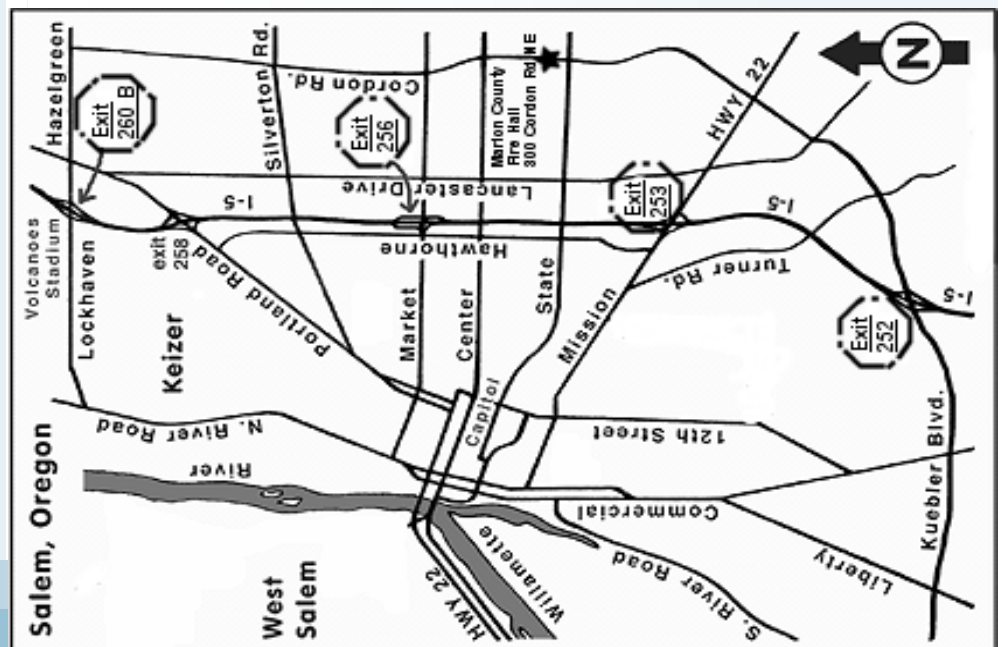 Salem, Oregon
Volcanoes
Stadium
Hazelgreen
Lockhaven
Keizer
West
Salem
N. River Road
River
Exit
260 B
exit
258
Portland Road
Silverton Rd.
Cordon Rd.
Exit
256
I-5
Lancaster Drive
Hawthorne
Market
Center
State
Capitol
Marion County
Fire Hall
300 Cordon Rd NE
N
HWY 22
Exit
253
Mission
I-5
Turner Rd.
Exit
252
I-5
12th Street
Commercial
Kuebler Blvd.
Liberty
S. River Road
Willamette
HWY 22